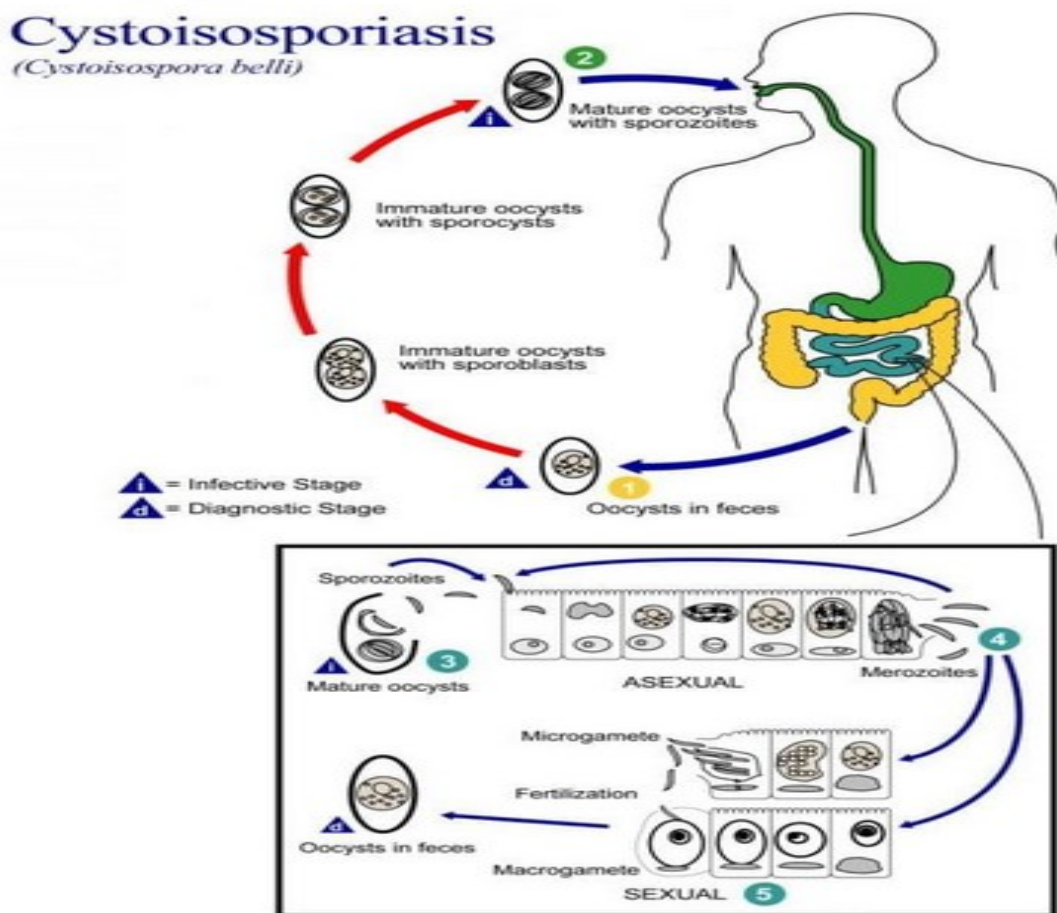 Cystoisosporiasis
(Cystoisospora belli)
2
i
Mature oocysts
with sporozoites
Immature oocysts
with sporocysts
Immature oocysts
with sporoblasts
i = Infective Stage
d = Diagnostic Stage
d
1
Oocysts in feces
Sporozoites
i
3
Mature oocysts
ASEXUAL
4
Merozoites
Microgamete
Fertilization
d
Oocysts in feces
Macrogamete
SEXUAL 5